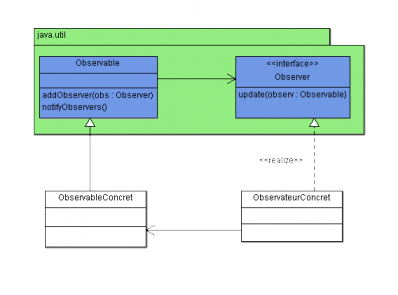 java.util
Observable
<<interface>>
Observer
addObserver(obs : Observer)
notifyObservers()
update(observ : Observable)
<<realize>>
ObservableConcret
ObservateurConcret